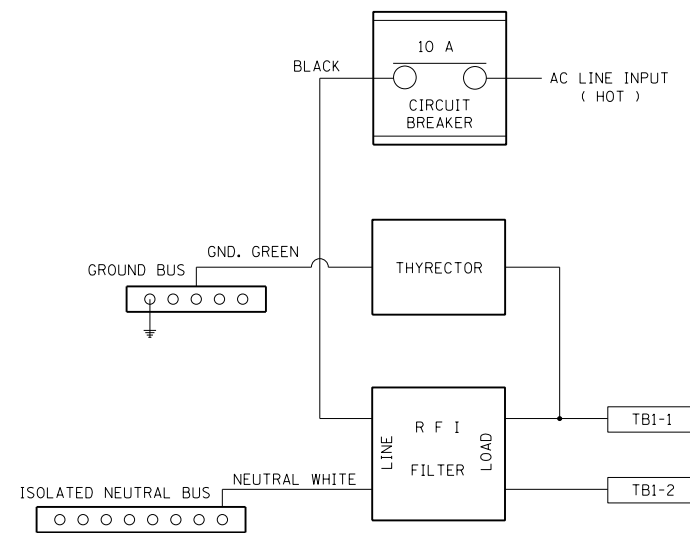 10 A
BLACK
AC LINE INPUT
( HOT )
CIRCUIT
BREAKER
GND. GREEN
GROUND BUS
THYRECTOR
R F I
FILTER
LINE
LOAD
TB1-1
NEUTRAL WHITE
ISOLATED NEUTRAL BUS
TB1-2